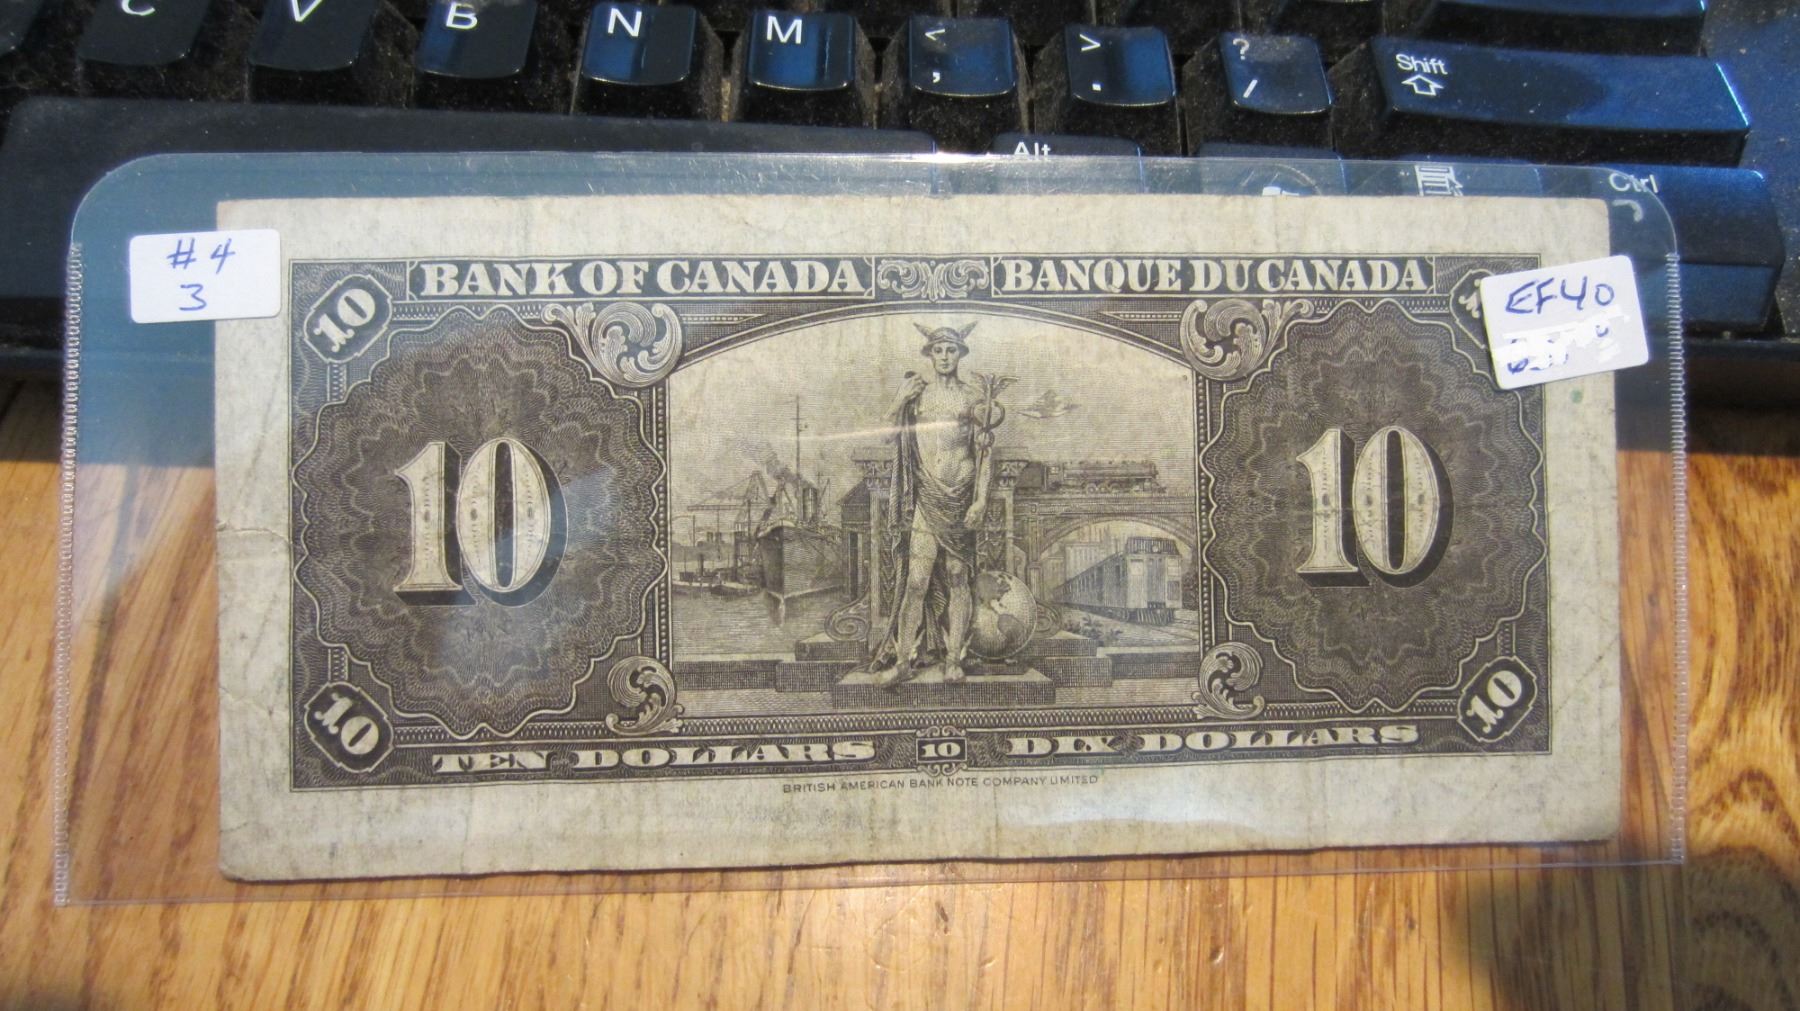 C V B N M < > ? Shift
, . /
Alt
Ctrl
# 4
3
EF40
BANK OF CANADA BANQUE DU CANADA
10
10 10
10 10
TEN DOLLARS 10 DIX DOLLARS
BRITISH AMERICAN BANK NOTE COMPANY LIMITED